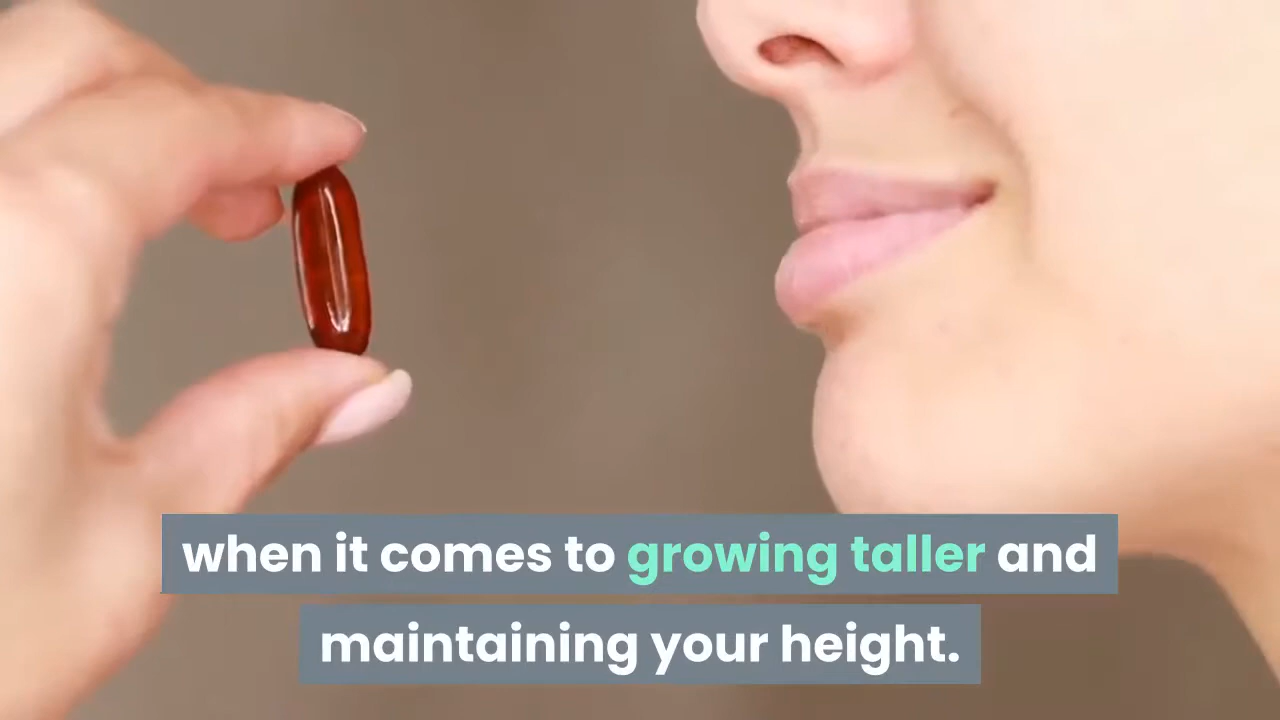 when it comes to growing taller and
maintaining your height.